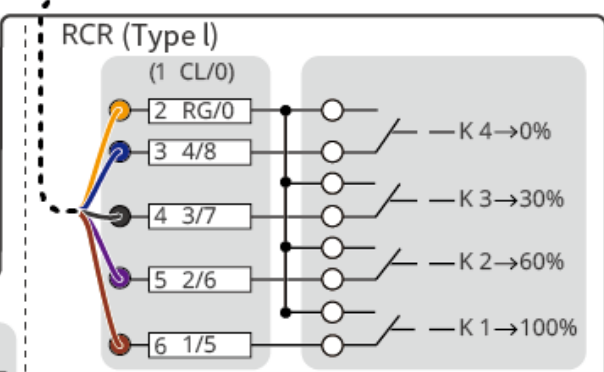 RCR (Type l)
(1 CL/0)
2 RG/0
K 4→0%
3 4/8
K 3→30%
4 3/7
K 2→60%
5 2/6
K 1→100%
6 1/5